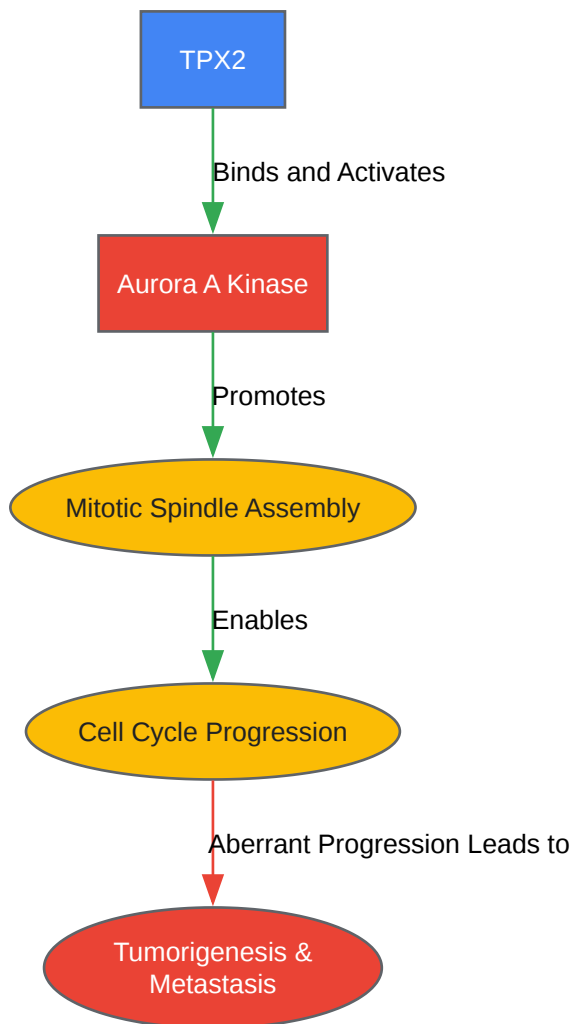 TPX2
Binds and Activates
Aurora A Kinase
Promotes
Mitotic Spindle Assembly
Enables
Cell Cycle Progression
Aberrant Progression Leads to
Tumorigenesis &
Metastasis